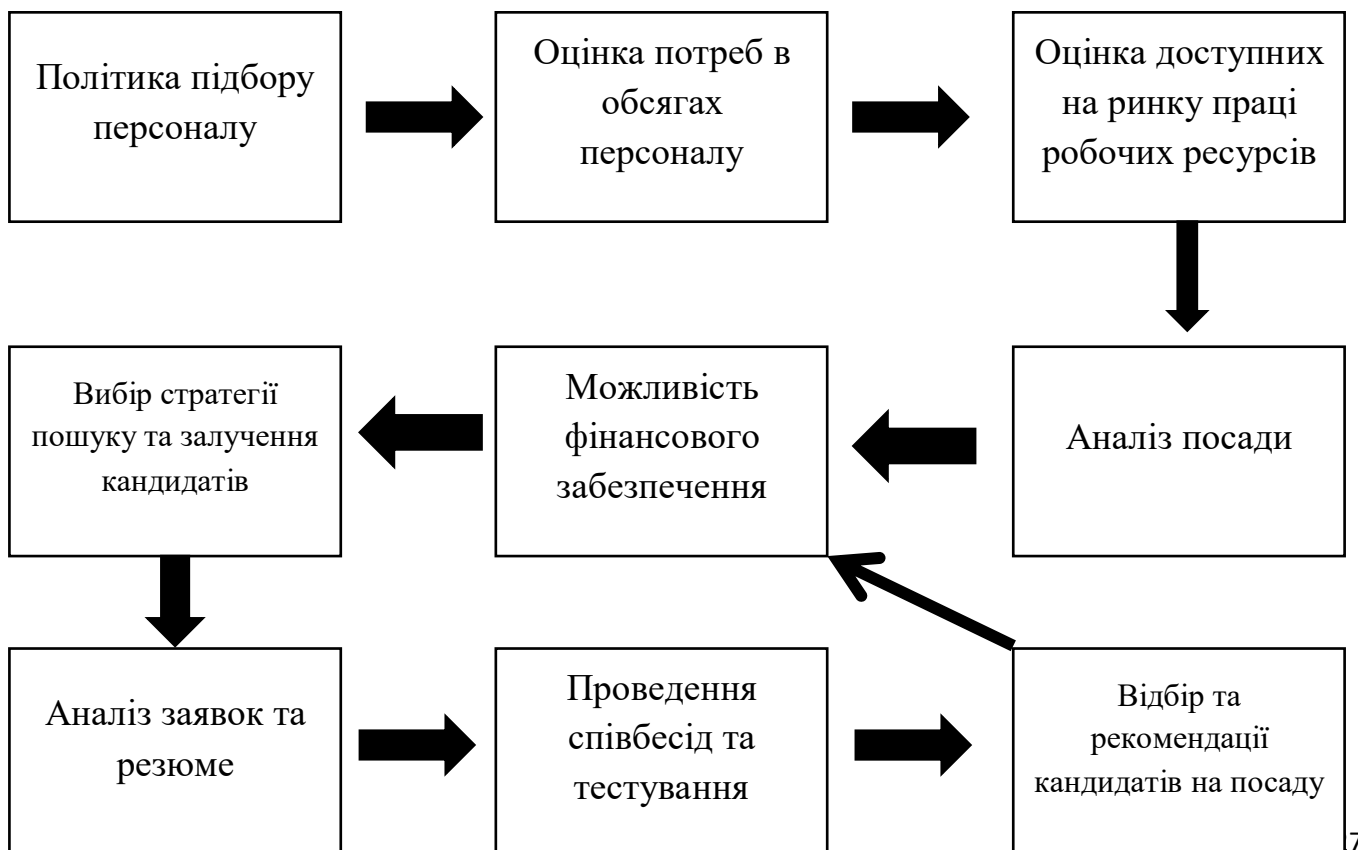 Політика підбору
персоналу
Оцінка потреб в
обсягах
персоналу
Оцінка доступних
на ринку праці
робочих ресурсів
Вибір стратегії
пошуку та залучення
кандидатів
Можливість
фінансового
забезпечення
Аналіз посади
Аналіз заявок та
резюме
Проведення
співбесід та
тестування
Відбір та
рекомендації
кандидатів на посаду
7